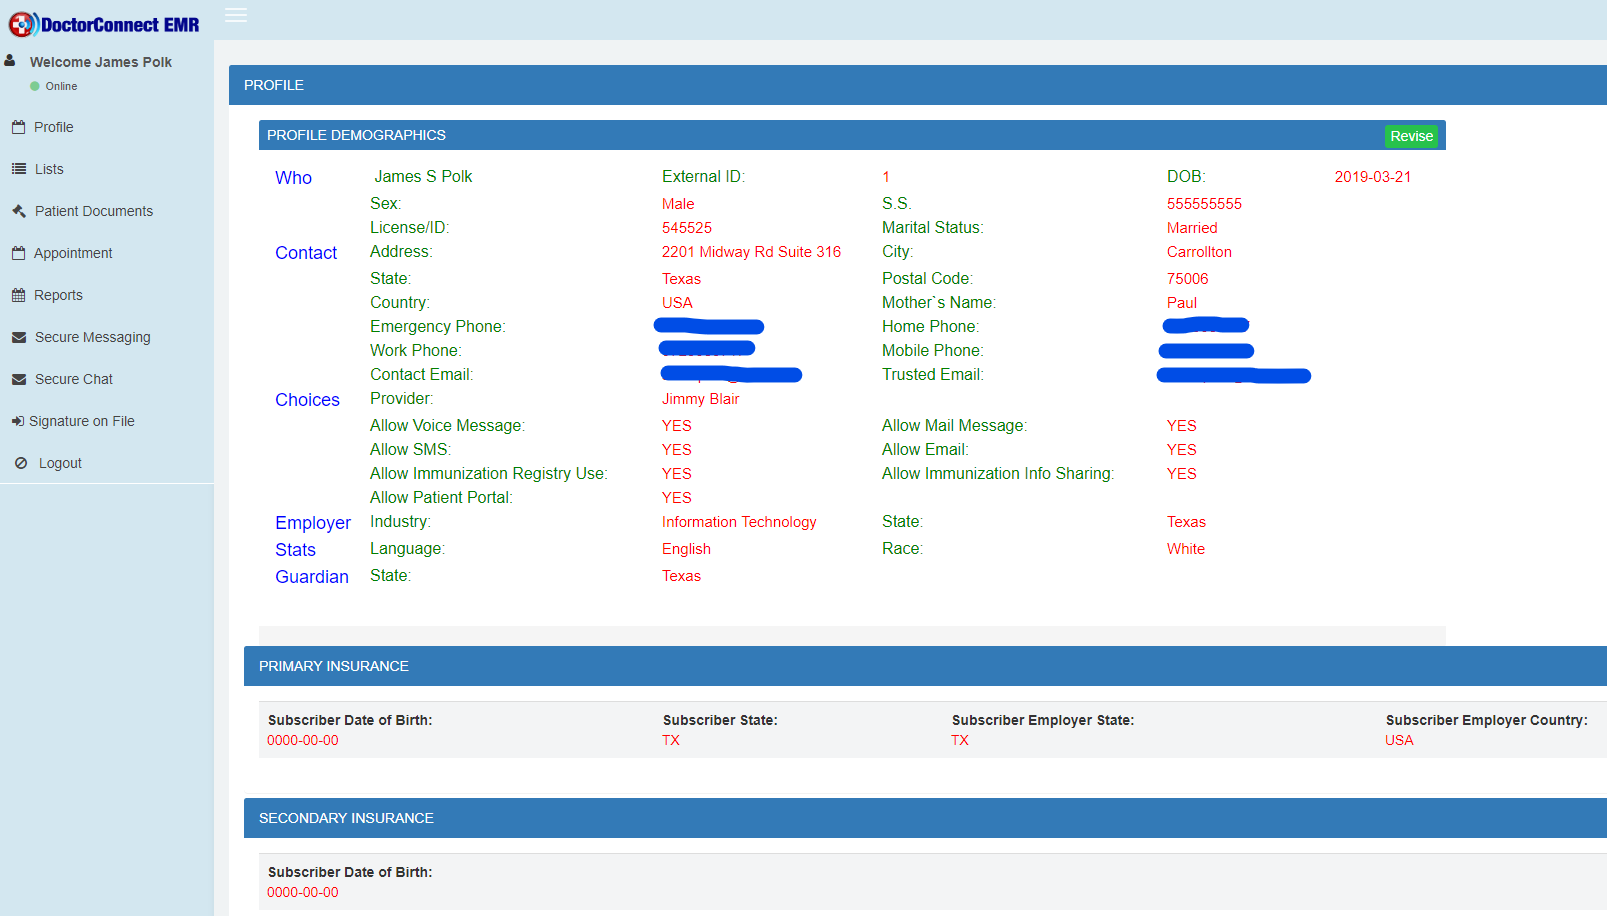 DoctorConnect EMR
Welcome James Polk
Online
Profile
Lists
Patient Documents
Appointment
Reports
Secure Messaging
Secure Chat
Signature on File
Logout
PROFILE
PROFILE DEMOGRAPHICS Revise
Who James S Polk External ID: 1 DOB: 2019-03-21
Sex: Male S.S. 555555555
License/ID: 545525 Marital Status: Married
Contact Address: 2201 Midway Rd Suite 316 City: Carrollton
State: Texas Postal Code: 75006
Country: USA Mother`s Name: Paul
Emergency Phone: Home Phone:
Work Phone: Mobile Phone:
Contact Email: Trusted Email:
Choices Provider: Jimmy Blair
Allow Voice Message: YES Allow Mail Message: YES
Allow SMS: YES Allow Email: YES
Allow Immunization Registry Use: YES Allow Immunization Info Sharing: YES
Allow Patient Portal: YES
Employer Industry: Information Technology State: Texas
Stats Language: English Race: White
Guardian State: Texas
PRIMARY INSURANCE
Subscriber Date of Birth: Subscriber State: Subscriber Employer State: Subscriber Employer Country:
0000-00-00 TX TX USA
SECONDARY INSURANCE
Subscriber Date of Birth:
0000-00-00